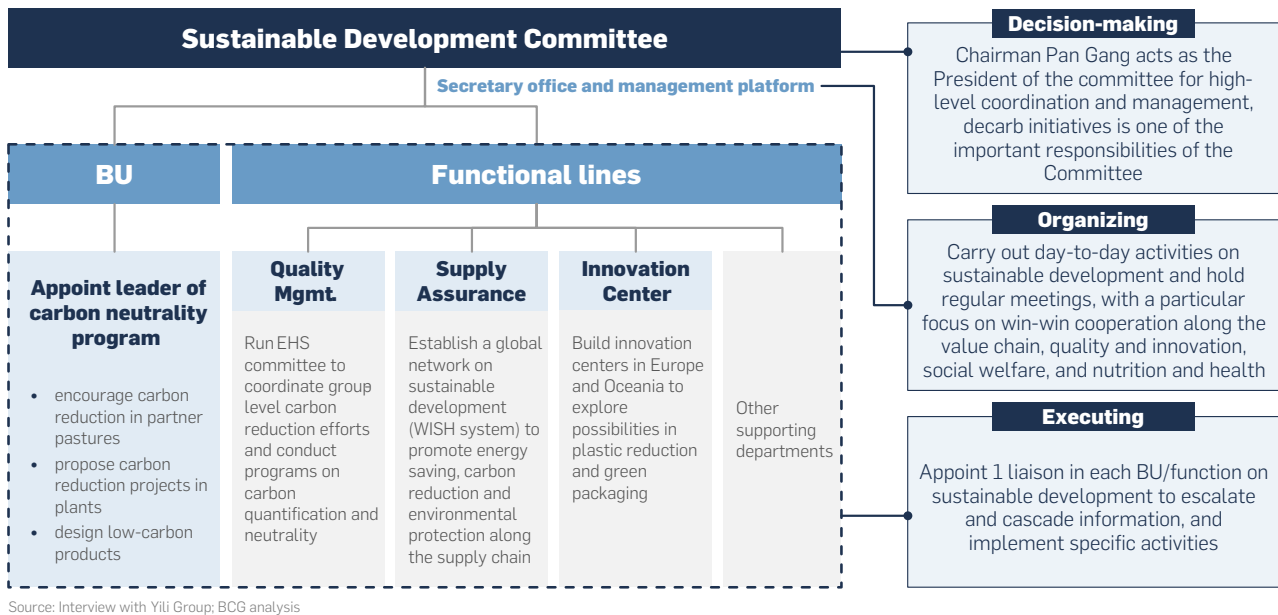 Sustainable Development Committee
Secretary office and management platform
BU
Functional lines
Appoint leader of
carbon neutrality
program
• encourage carbon
reduction in partner
pastures
• propose carbon
reduction projects in
plants
• design low-carbon
products
Quality
Mgmt.
Run EHS
committee to
coordinate group-
level carbon
reduction efforts
and conduct
programs on
carbon
quantification and
neutrality
Supply
Assurance
Establish a global
network on
sustainable
development
(WISH system) to
promote energy
saving, carbon
reduction and
environmental
protection along
the supply chain
Innovation
Center
Build innovation
centers in Europe
and Oceania to
explore
possibilities in
plastic reduction
and green
packaging
Other
supporting
departments
Decision-making
Chairman Pan Gang acts as the
President of the committee for high-
level coordination and management,
decarb initiatives is one of the
important responsibilities of the
Committee
Organizing
Carry out day-to-day activities on
sustainable development and hold
regular meetings, with a particular
focus on win-win cooperation along the
value chain, quality and innovation,
social welfare, and nutrition and health
Executing
Appoint 1 liaison in each BU/function on
sustainable development to escalate
and cascade information, and
implement specific activities
Source: Interview with Yili Group; BCG analysis